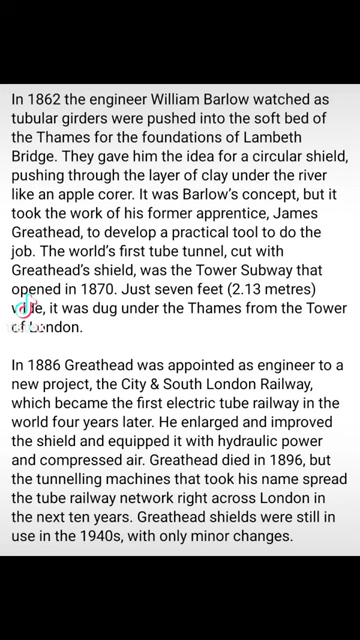 In 1862 the engineer William Barlow watched as
tubular girders were pushed into the soft bed of
the Thames for the foundations of Lambeth
Bridge. They gave him the idea for a circular shield,
pushing through the layer of clay under the river
like an apple corer. It was Barlow's concept, but it
took the work of his former apprentice, James
Greathead, to develop a practical tool to do the
job. The world's first tube tunnel, cut with
Greathead's shield, was the Tower Subway that
opened in 1870. Just seven feet (2.13 metres)
wide, it was dug under the Thames from the Tower
of London.
In 1886 Greathead was appointed as engineer to a
new project, the City & South London Railway,
which became the first electric tube railway in the
world four years later. He enlarged and improved
the shield and equipped it with hydraulic power
and compressed air. Greathead died in 1896, but
the tunnelling machines that took his name spread
the tube railway network right across London in
the next ten years. Greathead shields were still in
use in the 1940s, with only minor changes.